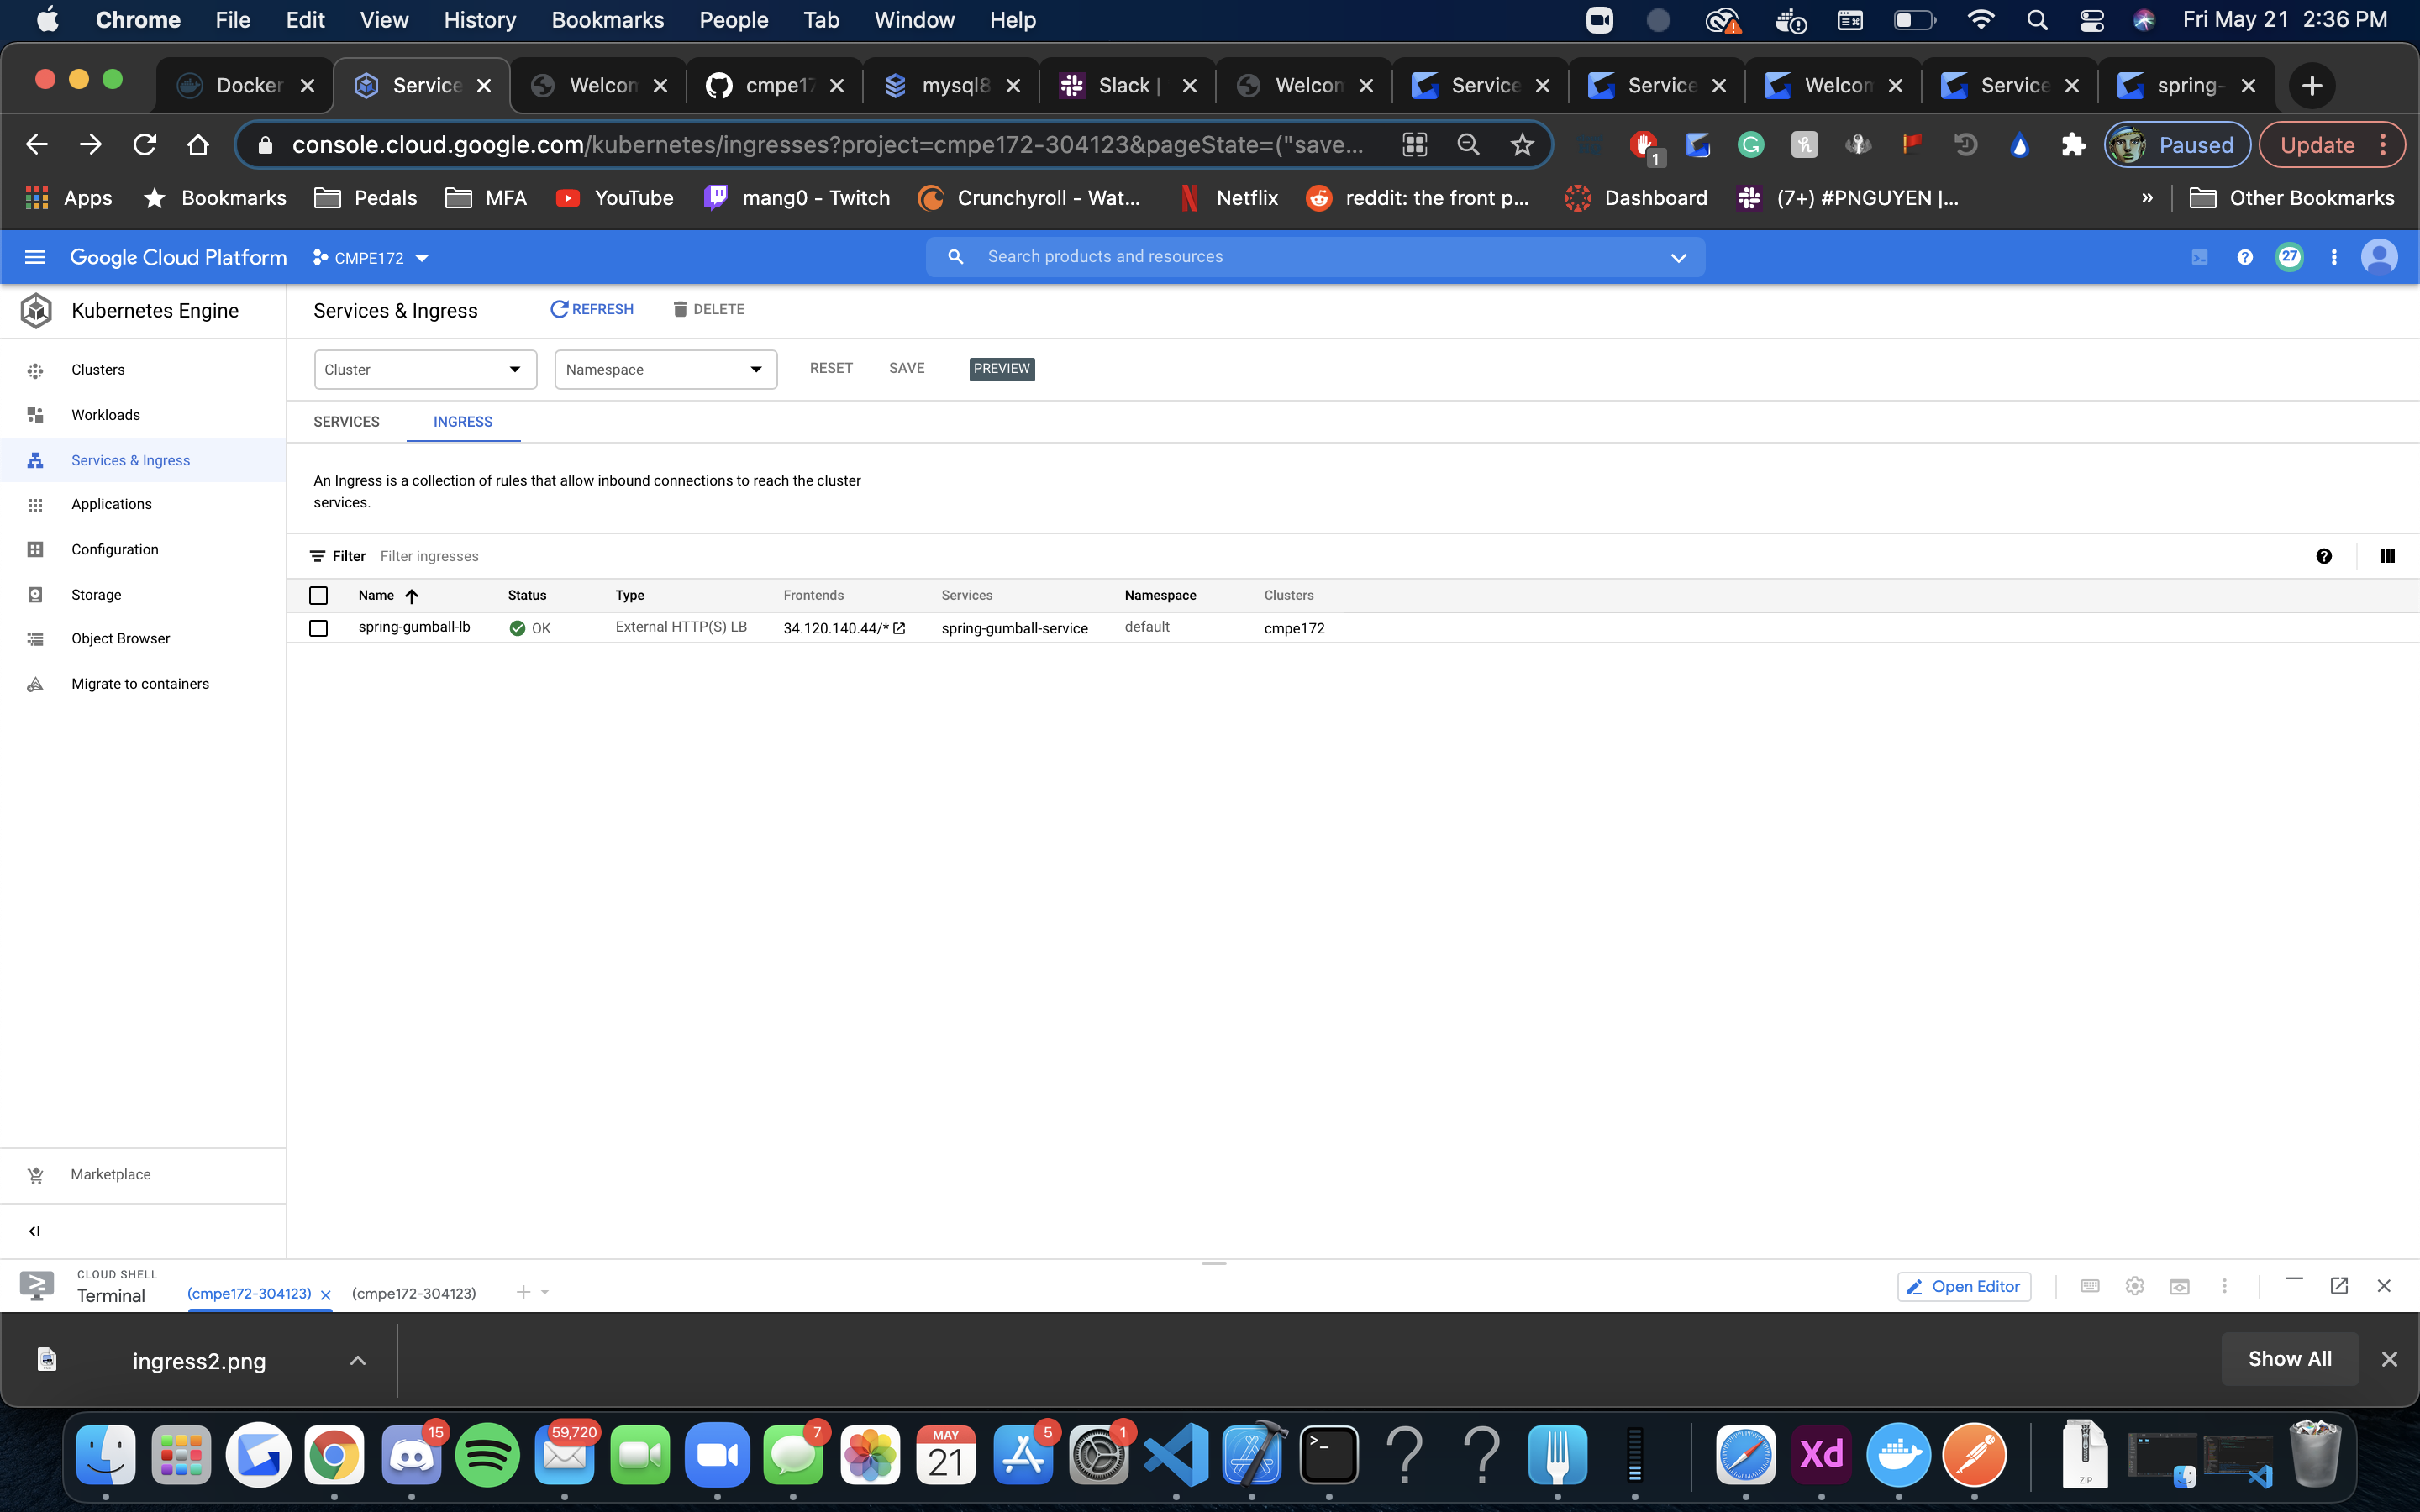 Chrome File Edit View History Bookmarks People Tab Window Help Fri May 21 2:36 PM
Docker Service Welcom cmpe17 mysql8 Slack | Welcom Service Service Welcom Service spring-
console.cloud.google.com/kubernetes/ingresses?project=cmpe172-304123&pageState=("save... 1 Paused Update
Apps Bookmarks Pedals MFA YouTube mang0 - Twitch Crunchyroll - Wat... Netflix reddit: the front p... Dashboard (7+) #PNGUYEN |... » Other Bookmarks
Google Cloud Platform CMPE172 Search products and resources 27
Kubernetes Engine
Services & Ingress REFRESH DELETE
Clusters
Workloads
Services & Ingress
Applications
Configuration
Storage
Object Browser
Migrate to containers
Marketplace
Cluster Namespace RESET SAVE PREVIEW
SERVICES INGRESS
An Ingress is a collection of rules that allow inbound connections to reach the cluster
services.
Filter Filter ingresses
Name Status Type Frontends Services Namespace Clusters
spring-gumball-lb OK External HTTP(S) LB 34.120.140.44/* spring-gumball-service default cmpe172
CLOUD SHELL
Terminal (cmpe172-304123) (cmpe172-304123) Open Editor
ingress2.png Show All
15 59,720 7 MAY 21 5 1 >_ Xd ZIP